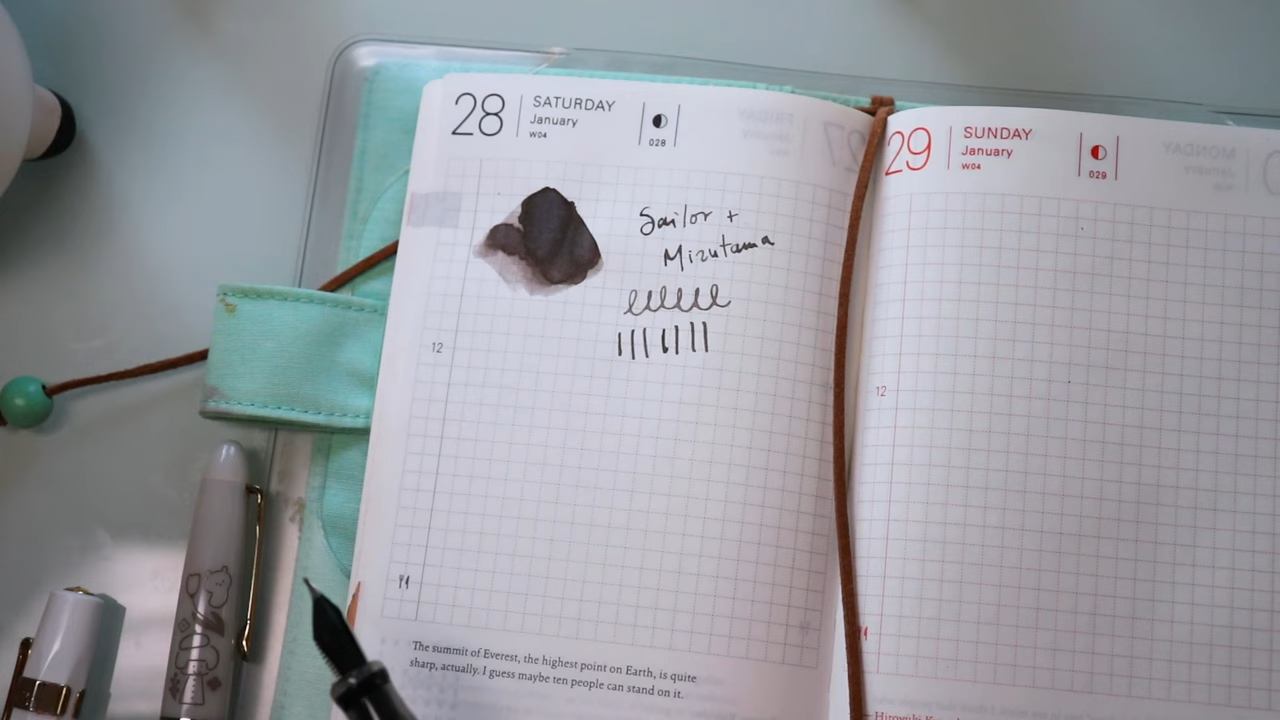 28
SATURDAY
January
W04
028
Sailor +
Mizutama
12
The summit of Everest, the highest point on Earth, is quite
sharp, actually. I guess maybe ten people can stand on it.
29
SUNDAY
January
W04
029
12